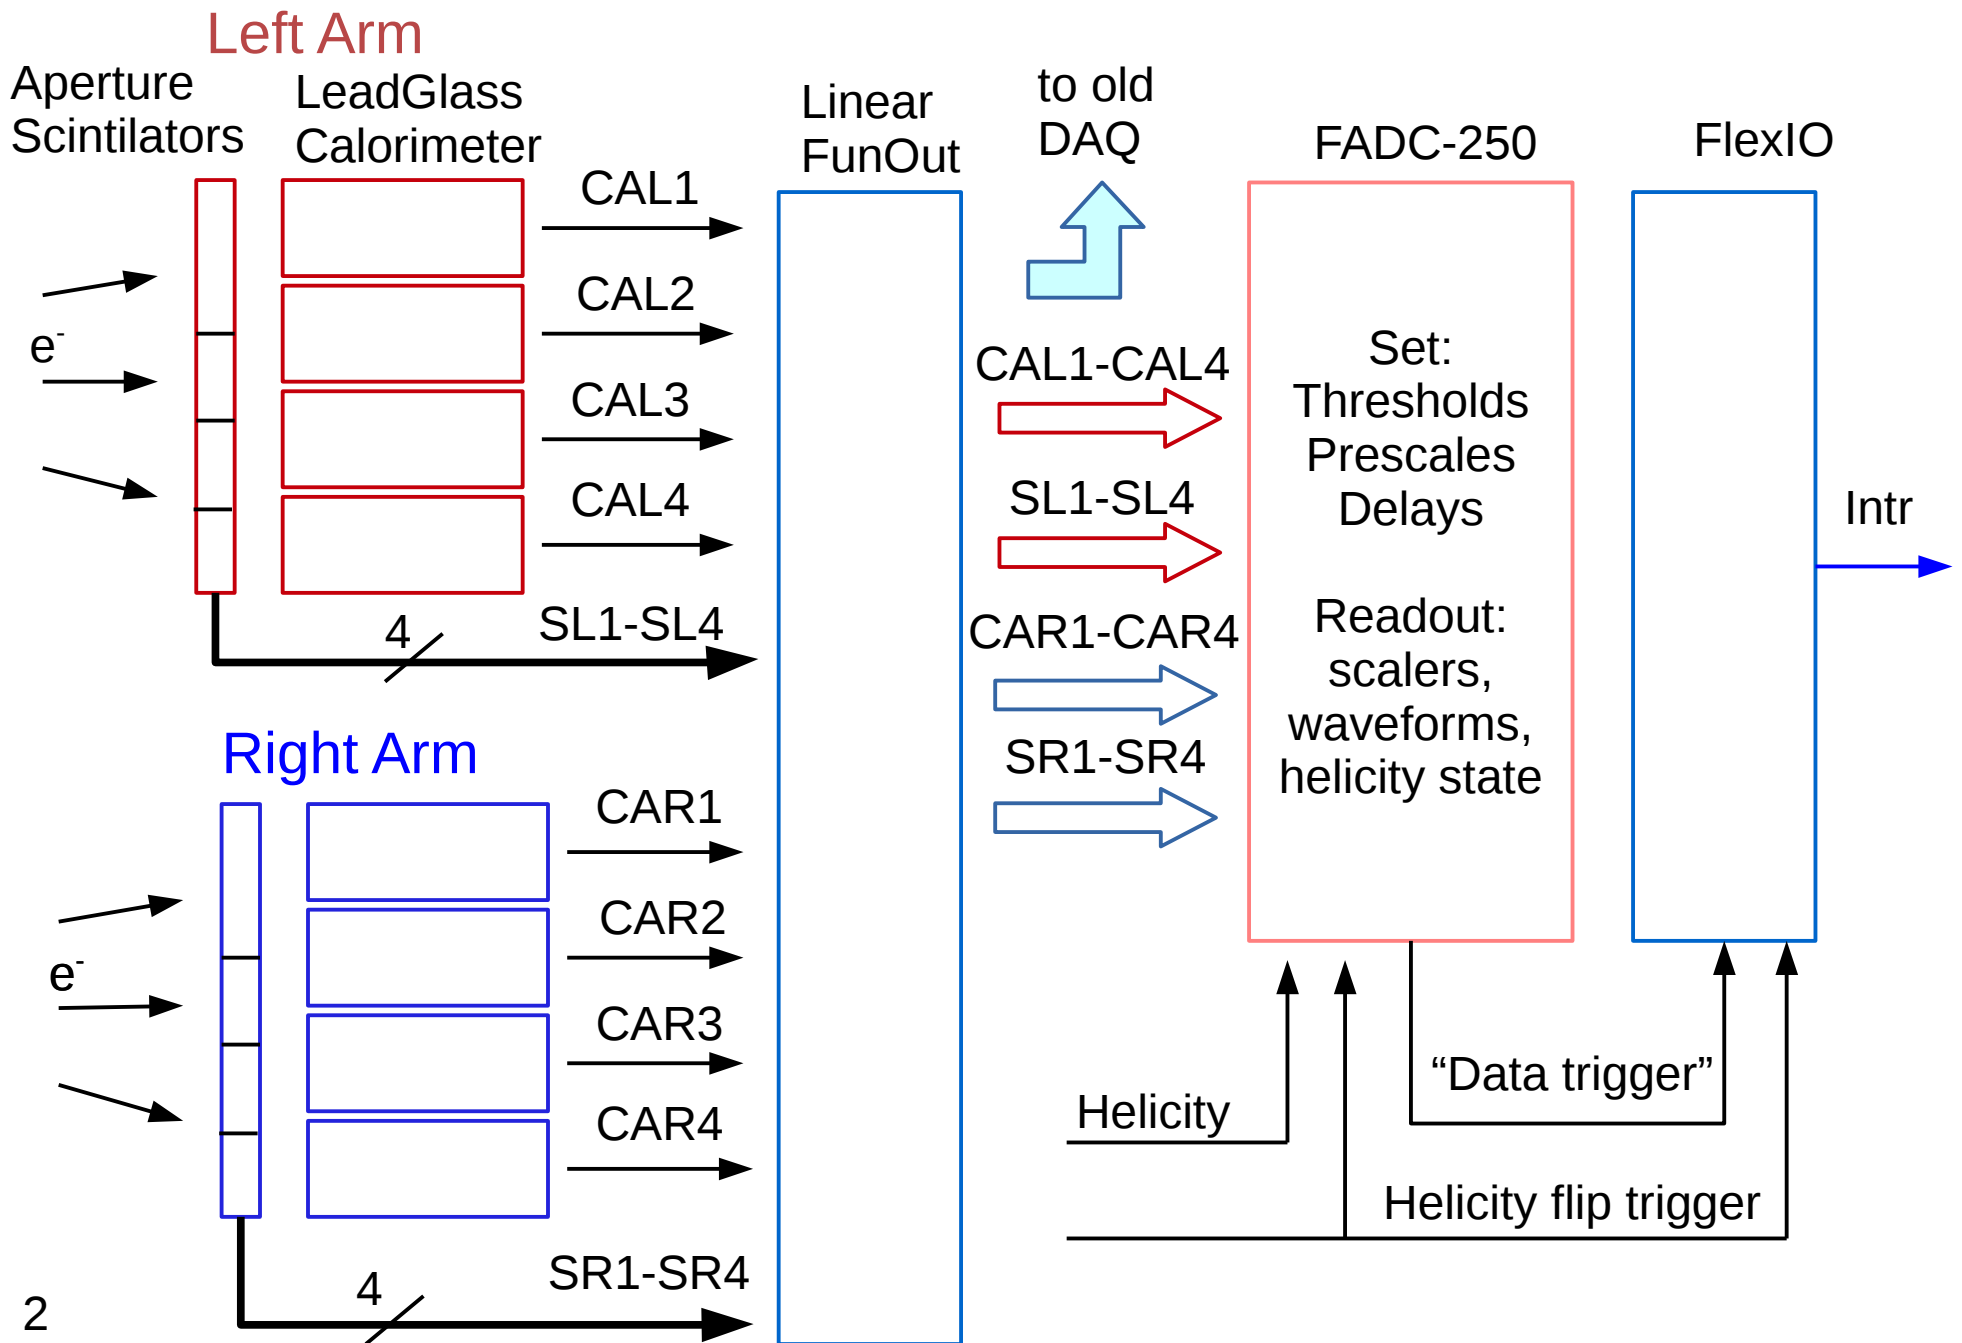 Left Arm
Aperture
Scintilators
LeadGlass
Calorimeter
Linear
FunOut
to old
DAQ
FADC-250
FlexIO
CAL1
CAL2
CAL3
CAL4
e-
4
SL1-SL4
CAL1-CAL4
SL1-SL4
CAR1-CAR4
SR1-SR4
Set:
Thresholds
Prescales
Delays
Readout:
scalers,
waveforms,
helicity state
Intr
Right Arm
CAR1
CAR2
CAR3
CAR4
e-
4
SR1-SR4
Helicity
“Data trigger”
Helicity flip trigger
2